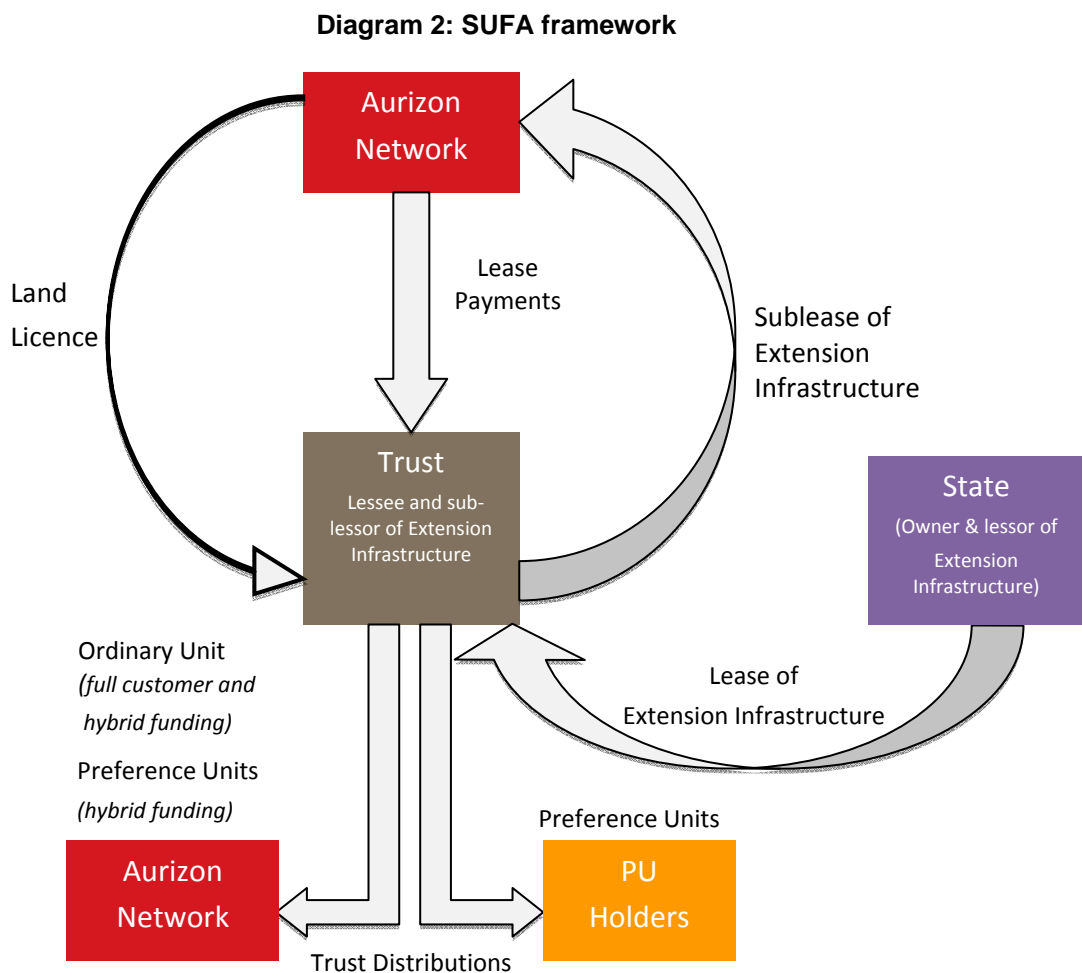 Diagram 2: SUFA framework
Aurizon
Network
Land
Licence
Lease
Payments
Sublease of
Extension
Infrastructure
Trust
Lessee and sub-
lessor of Extension
Infrastructure
State
(Owner & lessor of
Extension
Infrastructure)
Ordinary Unit
(full customer and
hybrid funding)
Preference Units
(hybrid funding)
Lease of
Extension Infrastructure
Preference Units
Aurizon
Network
PU
Holders
Trust Distributions